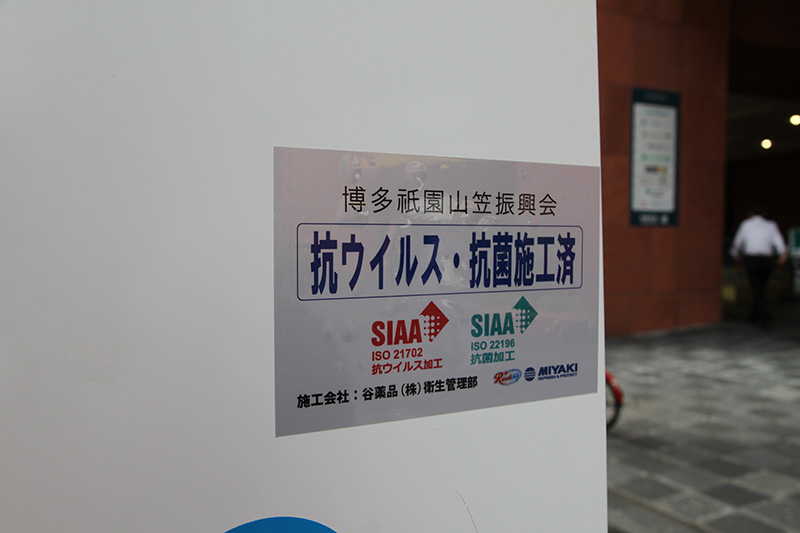 博多祇園山笠振興会
抗ウイルス・抗菌施工済
SIAA
ISO 21702
抗ウイルス加工
SIAA
ISO 22196
抗菌加工
施工会社：谷薬品（株）衛生管理部
MIYAKI